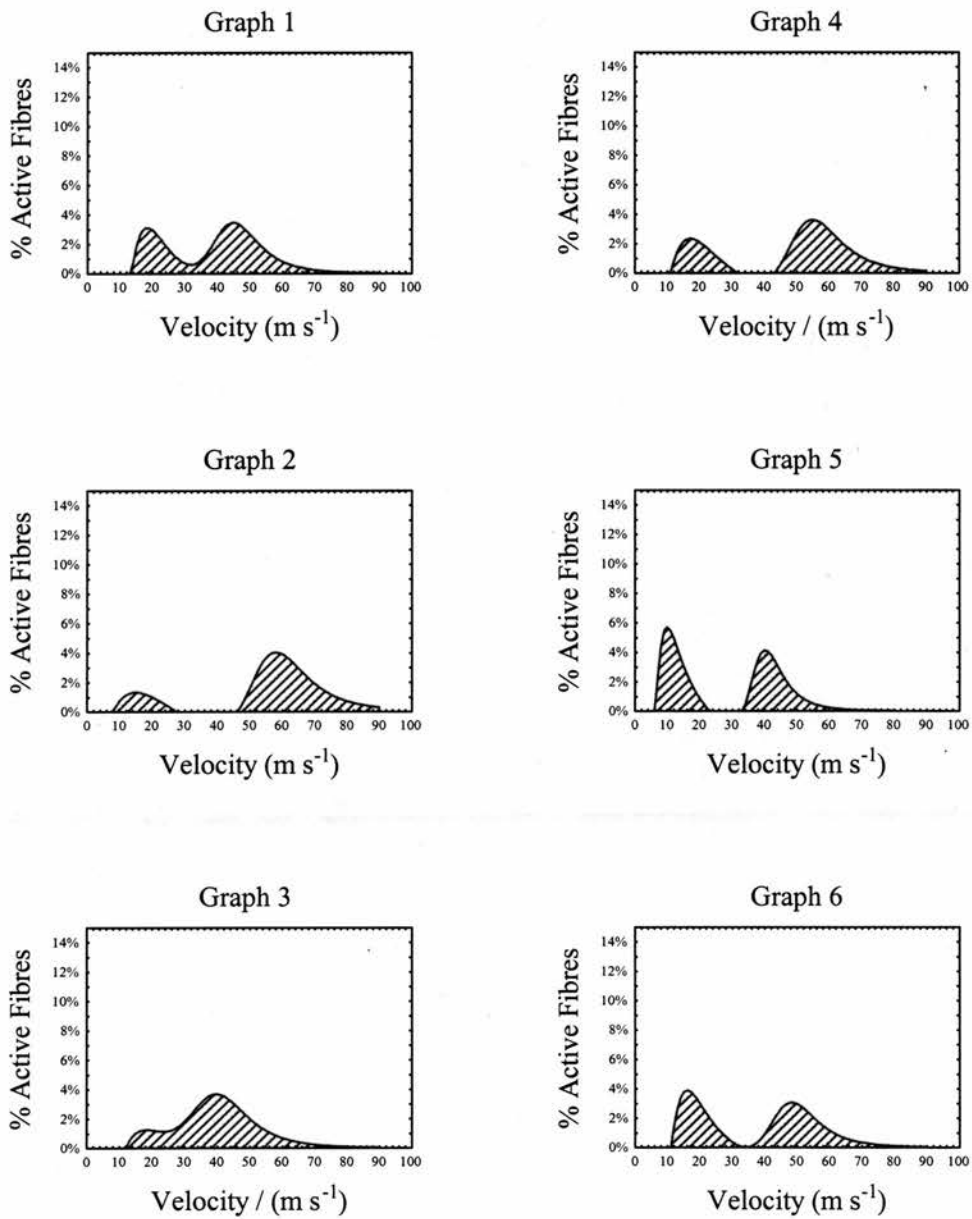 Graph 1
% Active Fibres
14%
12%
10%
8%
6%
4%
2%
0%
0 10 20 30 40 50 60 70 80 90 100
Velocity (m s⁻¹)
Graph 4
% Active Fibres
14%
12%
10%
8%
6%
4%
2%
0%
0 10 20 30 40 50 60 70 80 90 100
Velocity / (m s⁻¹)
Graph 2
% Active Fibres
14%
12%
10%
8%
6%
4%
2%
0%
0 10 20 30 40 50 60 70 80 90 100
Velocity (m s⁻¹)
Graph 5
% Active Fibres
14%
12%
10%
8%
6%
4%
2%
0%
0 10 20 30 40 50 60 70 80 90 100
Velocity (m s⁻¹)
Graph 3
% Active Fibres
14%
12%
10%
8%
6%
4%
2%
0%
0 10 20 30 40 50 60 70 80 90 100
Velocity / (m s⁻¹)
Graph 6
% Active Fibres
14%
12%
10%
8%
6%
4%
2%
0%
0 10 20 30 40 50 60 70 80 90 100
Velocity (m s⁻¹)